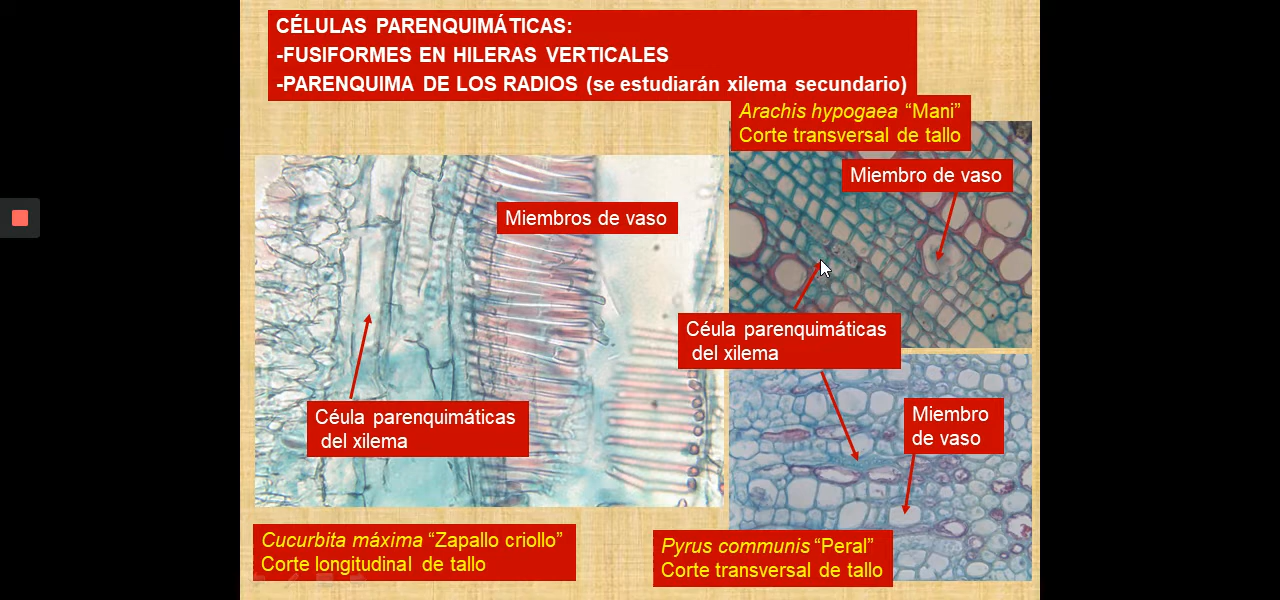 CÉLULAS PARENQUIMÁTICAS:
-FUSIFORMES EN HILERAS VERTICALES
-PARENQUIMA DE LOS RADIOS (se estudiarán xilema secundario)
Arachis hypogaea “Mani”
Corte transversal de tallo
Miembro de vaso
Miembros de vaso
Céula parenquimáticas
del xilema
Céula parenquimáticas
del xilema
Miembro
de vaso
Cucurbita máxima “Zapallo criollo”
Corte longitudinal de tallo
Pyrus communis “Peral”
Corte transversal de tallo